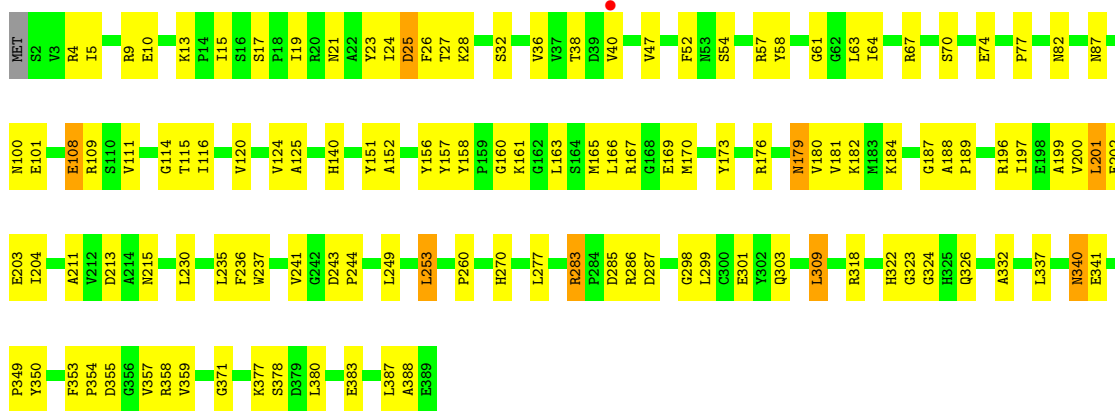 MET S2 V3 R4 I5 R9 E10 K13 P14 I15 S16 S17 P18 I19 R20 N21 A22 Y23 I24 D25 F26 T27 K28 S32 V36 V37 T38 D39 V40 V47 F52 N53 S54 R57 Y58 G61 G62 L63 I64 R67 S70 E74 P77 N82 N87
N100 E101 E108 R109 S110 V111 G114 T115 I116 V120 V124 A125 H140 Y151 A152 Y156 Y157 Y158 P159 G160 K161 G162 L163 S164 M165 L166 R167 G168 E169 M170 Y173 R176 N179 V180 V181 K182 M183 K184 G187 A188 P189 R196 I197 E198 A199 V200 L201
E203 I204 A211 V212 D213 A214 N215 L230 L235 F236 W237 V241 G242 D243 P244 L249 L253 P260 H270 L277 R283 P284 D285 R286 D287 G298 L299 C300 E301 Y302 Q303 L309 R318 H322 G323 G324 H325 Q326 A332 L337 N340 E341
P349 Y350 F353 P354 D355 G356 V357 R358 V359 G371 K377 S378 D379 L380 E383 L387 A388 E389